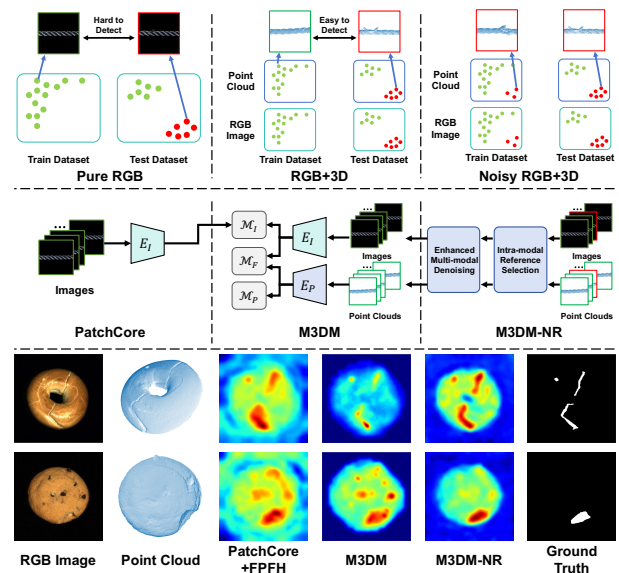 Hard to
Detect
Train Dataset
Test Dataset
Pure RGB
Easy to
Detect
Point
Cloud
RGB
Image
Train Dataset
Test Dataset
RGB+3D
Point
Cloud
RGB
Image
Train Dataset
Test Dataset
Noisy RGB+3D
...
Images
E_I
PatchCore
M_I
M_F
M_P
E_I
E_P
...
Images
...
Point Clouds
M3DM
Enhanced
Multi-modal
Denoising
Intra-modal
Reference
Selection
...
Images
...
Point Clouds
M3DM-NR
RGB Image
Point Cloud
PatchCore
+FPFH
M3DM
M3DM-NR
Ground
Truth